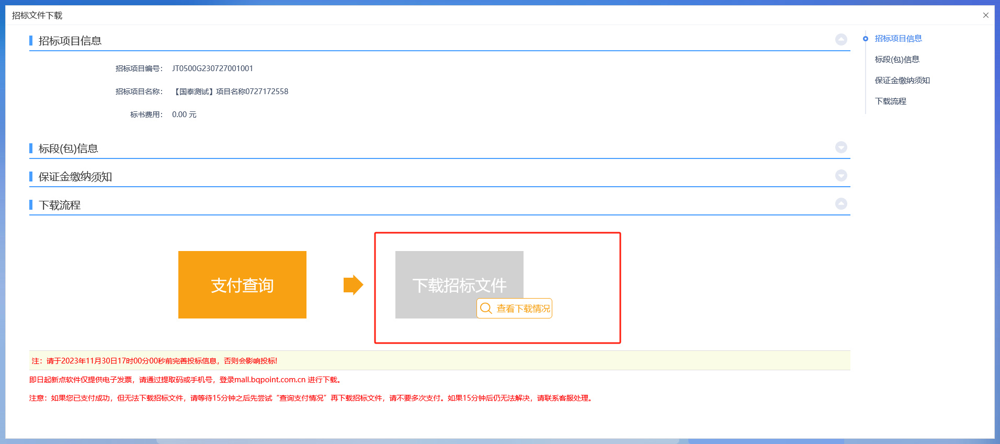 招标文件下载
招标项目信息
招标项目编号： JT0500G230727001001
招标项目名称： 【国泰测试】项目名称0727172558
标书费用： 0.00 元
标段(包)信息
保证金缴纳须知
下载流程
支付查询
下载招标文件
查看下载情况
注：请于2023年11月30日17时00分00秒前完善投标信息，否则会影响投标!
即日起新点软件仅提供电子发票，请通过提取码或手机号，登录mall.bqpoint.com.cn 进行下载。
注意：如果您已支付成功，但无法下载招标文件，请等待15分钟之后先尝试“查询支付情况”再下载招标文件，请不要多次支付。如果15分钟后仍无法解决，请联系客服处理。
招标项目信息
标段(包)信息
保证金缴纳须知
下载流程